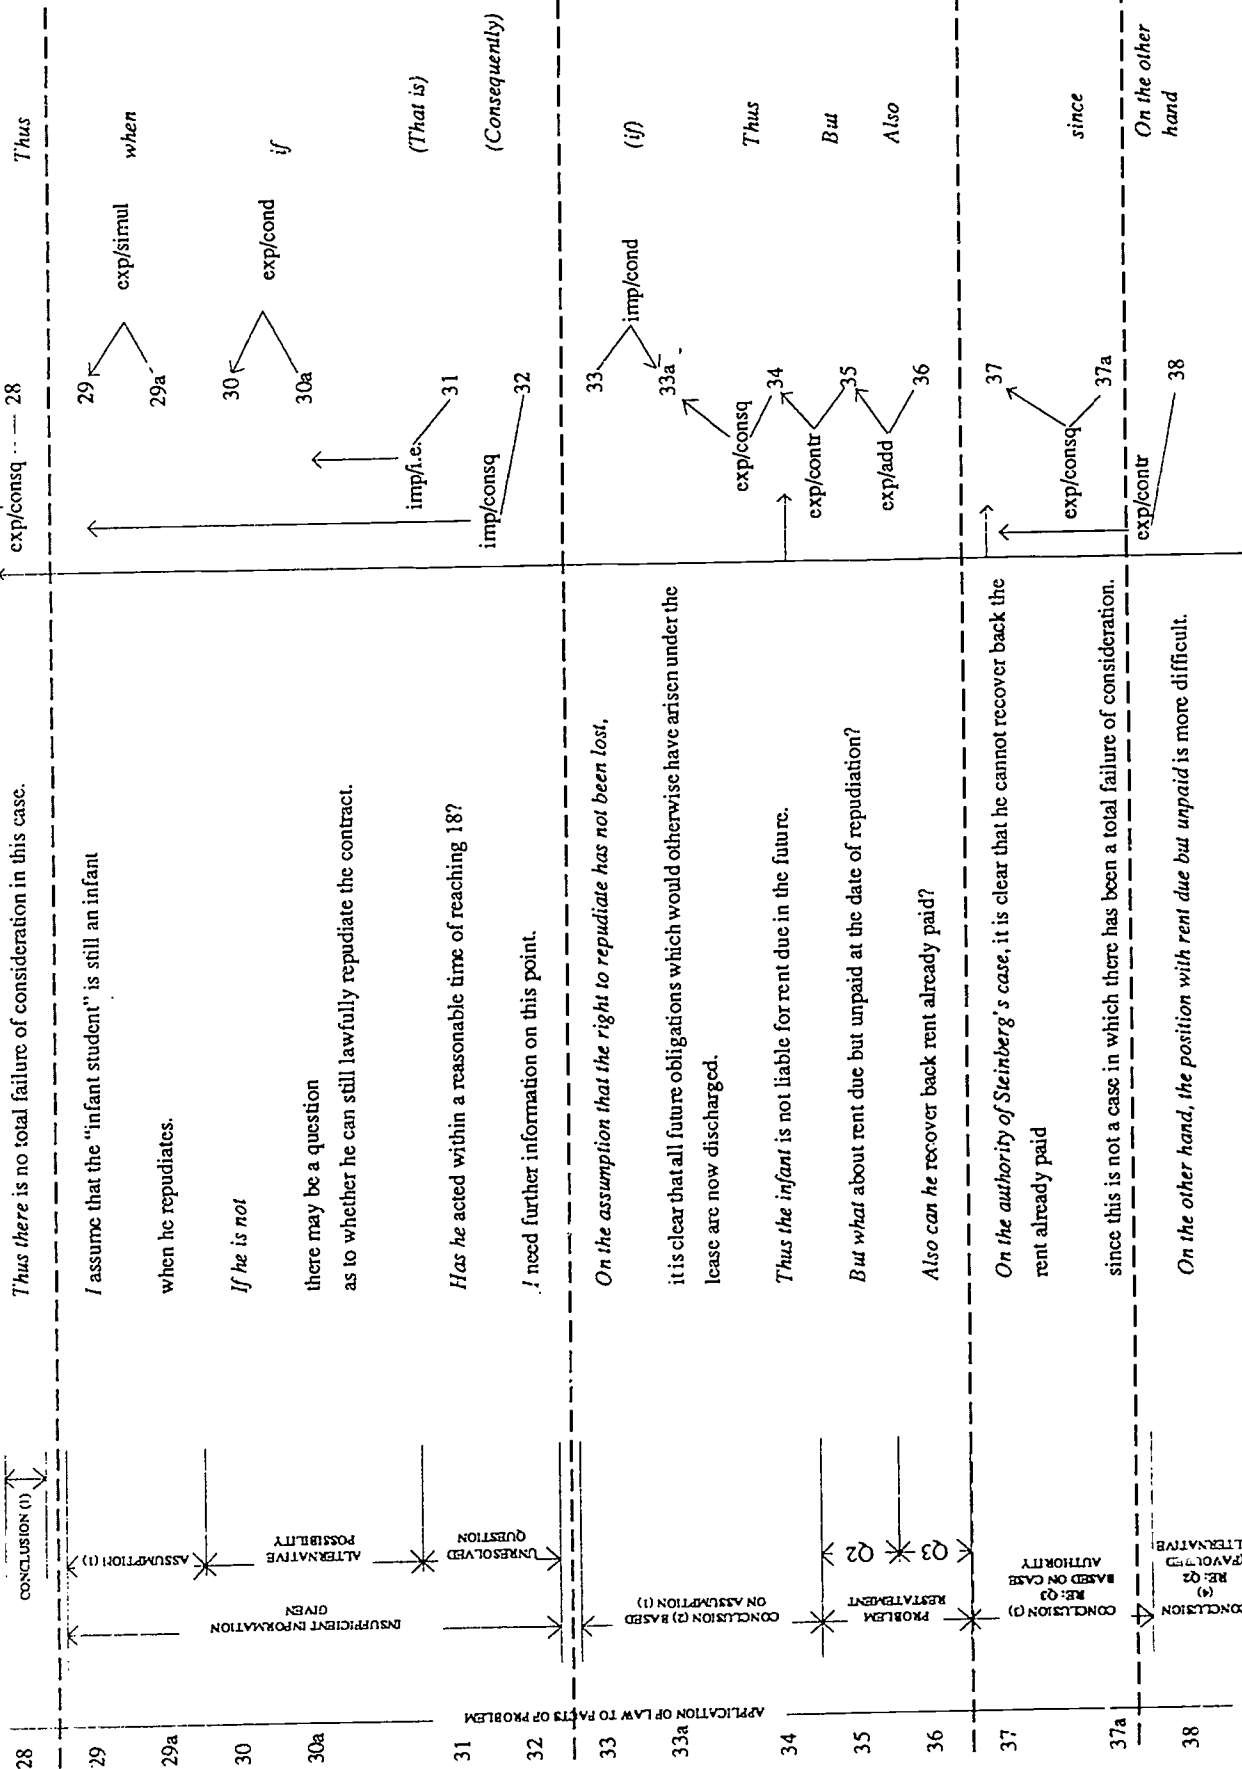 28
CONCLUSION (1)
Thus there is no total failure of consideration in this case.
exp/consq
28
Thus
APPLICATION OF LAW TO FACTS OF PROBLEM
INSUFFICIENT INFORMATION
GIVEN
29
ASSUMPTION (1)
I assume that the "infant student" is still an infant
29
exp/simul
when
29a
when he repudiates.
29a
30
ALTERNATIVE
POSSIBILITY
If he is not
30
exp/cond
if
30a
there may be a question
as to whether he can still lawfully repudiate the contract.
30a
31
UNRESOLVED
QUESTION
Has he acted within a reasonable time of reaching 18?
imp/i.e.
31
(That is)
32
I need further information on this point.
imp/consq
32
(Consequently)
33
CONCLUSION (2) BASED
ON ASSUMPTION (1)
On the assumption that the right to repudiate has not been lost,
33
imp/cond
(if)
33a
it is clear that all future obligations which would otherwise have arisen under the
lease are now discharged.
33a
34
Thus the infant is not liable for rent due in the future.
exp/consq
34
Thus
PROBLEM
RESTATEMENT
35
Q2
But what about rent due but unpaid at the date of repudiation?
exp/contr
35
But
36
Q3
Also can he recover back rent already paid?
exp/add
36
Also
37
CONCLUSION (3)
RE: Q3
BASED ON CASE
AUTHORITY
On the authority of Steinberg's case, it is clear that he cannot recover back the
rent already paid
37
37a
since this is not a case in which there has been a total failure of consideration.
exp/consq
37a
since
38
CONCLUSION
(4)
RE: Q2
On the other hand, the position with rent due but unpaid is more difficult.
exp/contr
38
On the other
hand